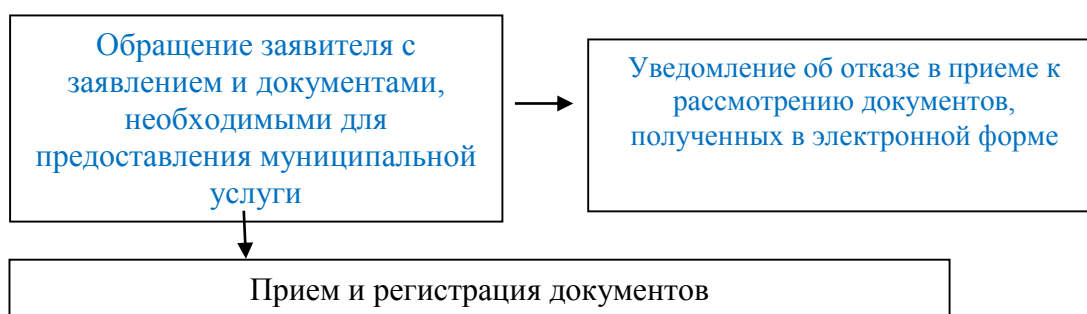 Обращение заявителя с
заявлением и документами,
необходимыми для
предоставления муниципальной
услуги
Уведомление об отказе в приеме к
рассмотрению документов,
полученных в электронной форме
Прием и регистрация документов